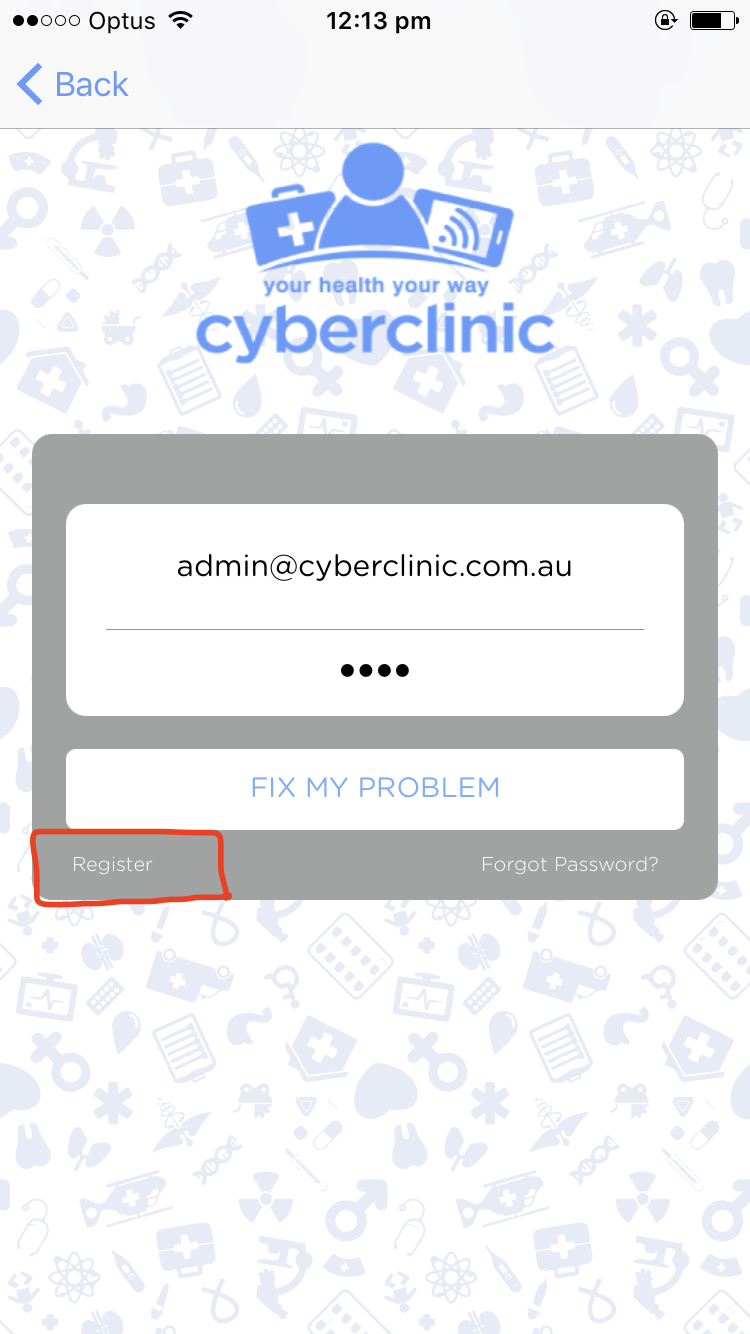 Optus 12:13 pm
Back
your health your way
cyberclinic
admin@cyberclinic.com.au
••••
FIX MY PROBLEM
Register Forgot Password?